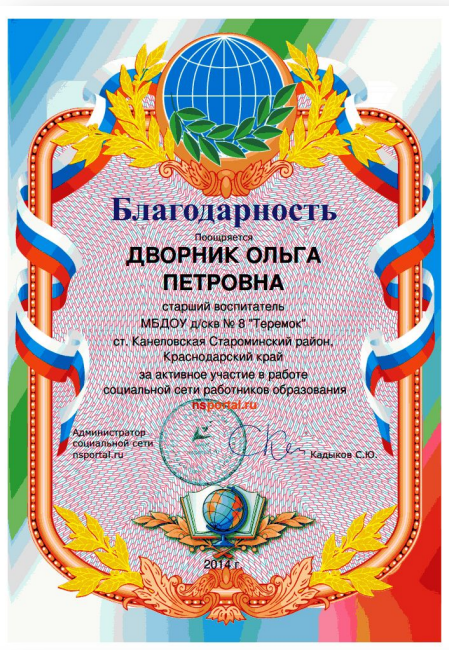 Благодарность
Поощряется
ДВОРНИК ОЛЬГА
ПЕТРОВНА
старший воспитатель
МБДОУ д/скв № 8 "Теремок"
ст. Канеловская Староминский район,
Краснодарский край
за активное участие в работе
социальной сети работников образования
nsportal.ru
Администратор
социальной сети
nsportal.ru
Кадыков С.Ю.
2014 г.